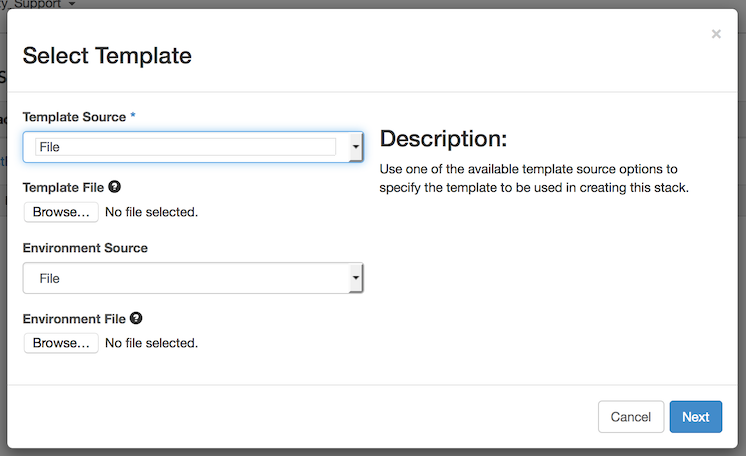 y_Support
×
Select Template
Template Source *
File
Template File ?
Browse... No file selected.
Environment Source
File
Environment File ?
Browse... No file selected.
Description:
Use one of the available template source options to
specify the template to be used in creating this stack.
Cancel
Next